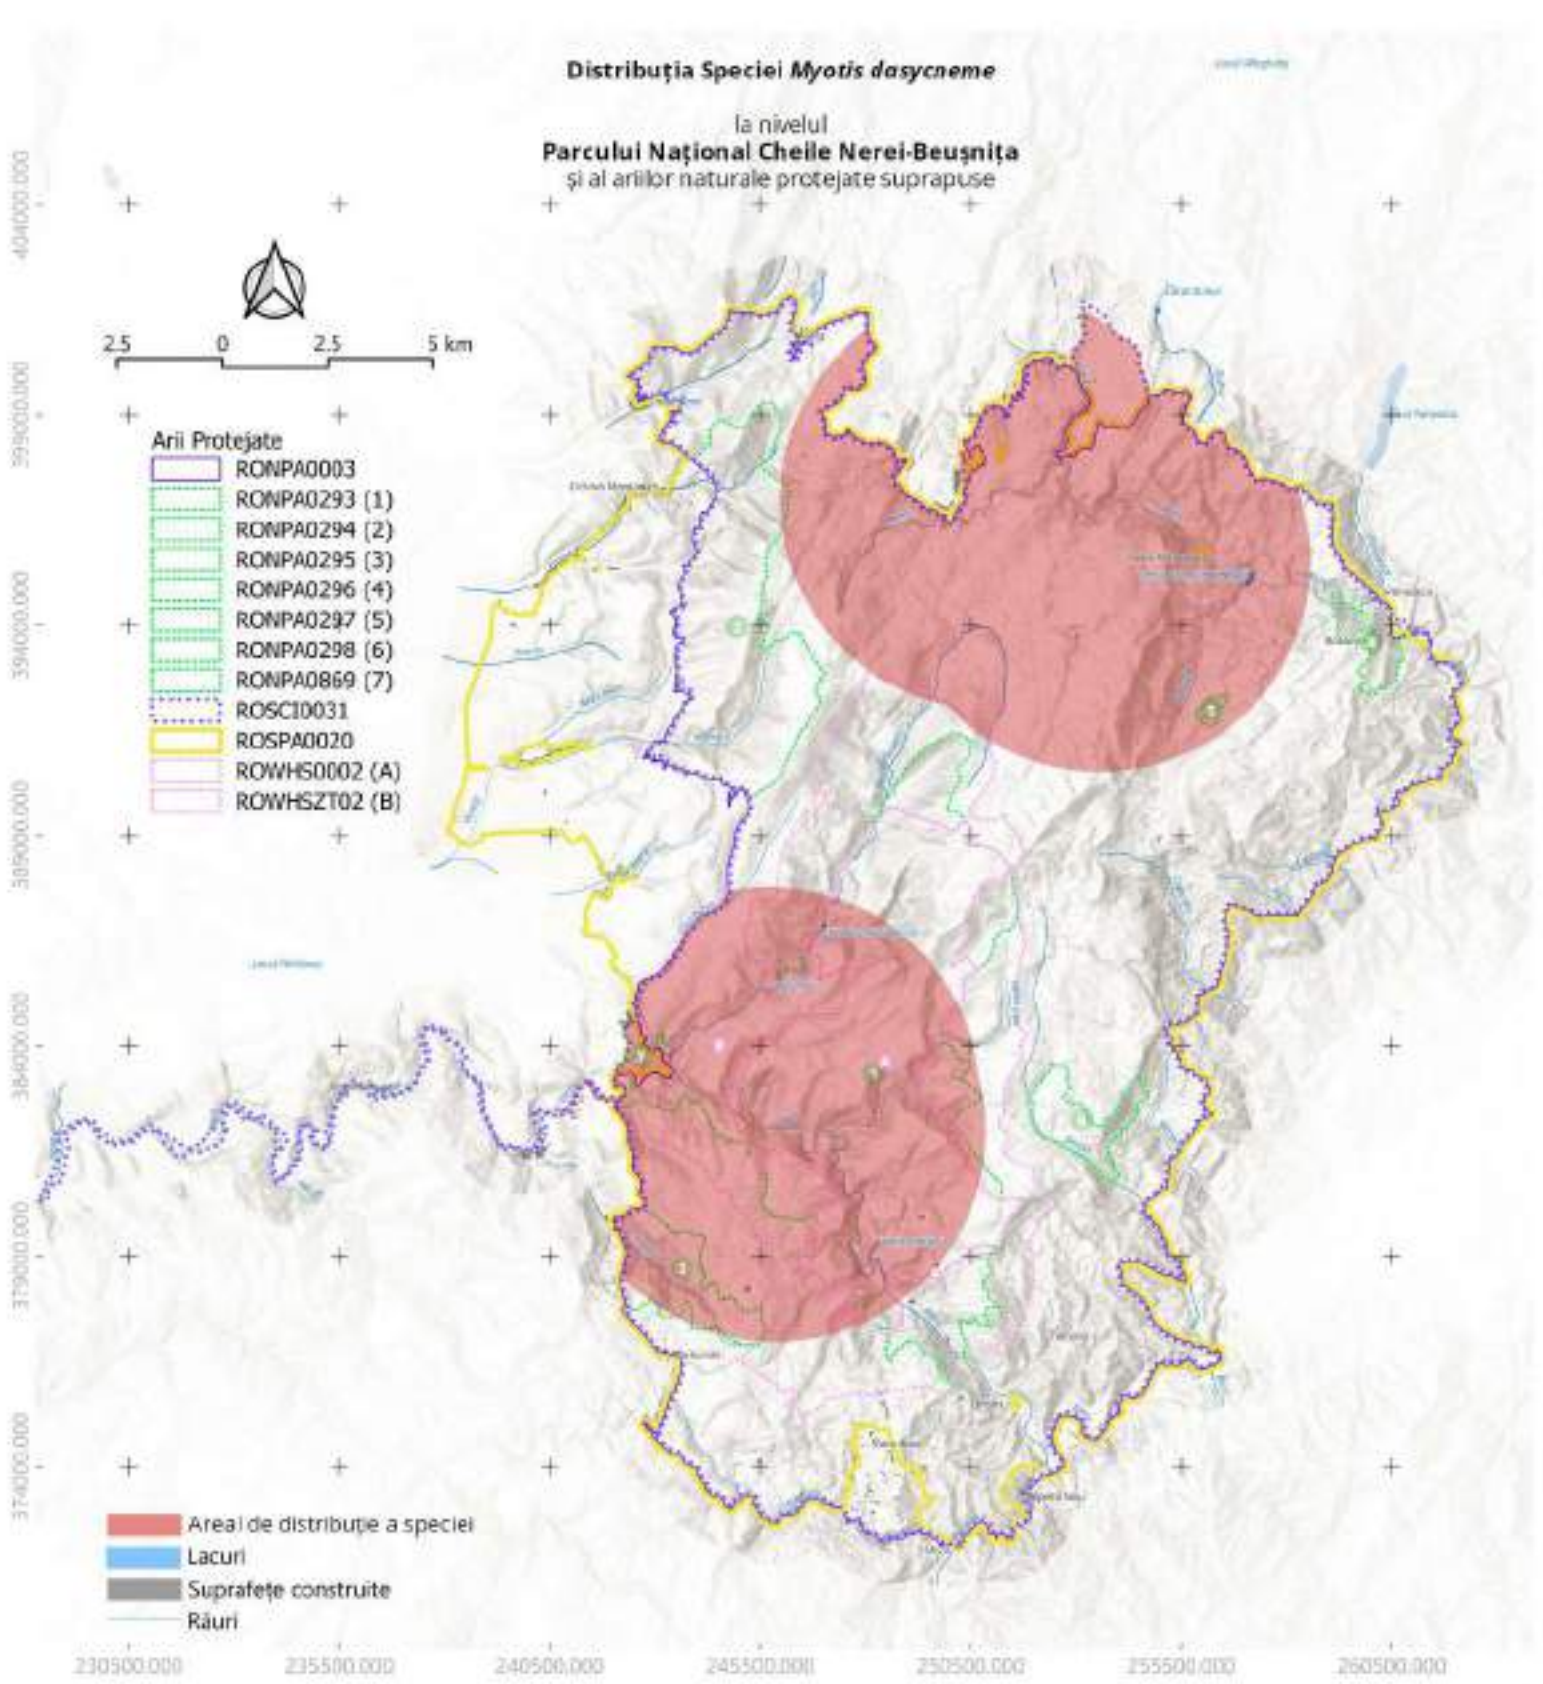 Distribuția Speciei Myotis dasycneme
la nivelul
Parcului Național Cheile Nerei-Beușnița
și al ariilor naturale protejate suprapuse
404000.000
399000.000
394000.000
389000.000
384000.000
379000.000
374000.000
2.5 0 2.5 5 km
Arii Protejate
RONPA0003
RONPA0293 (1)
RONPA0294 (2)
RONPA0295 (3)
RONPA0296 (4)
RONPA0297 (5)
RONPA0298 (6)
RONPA0869 (7)
ROSCI0031
ROSPA0020
ROWHS0002 (A)
ROWHSZT02 (B)
Areal de distribuție a speciei
Lacuri
Suprafețe construite
Râuri
230500.000 235500.000 240500.000 245500.000 250500.000 255500.000 260500.000